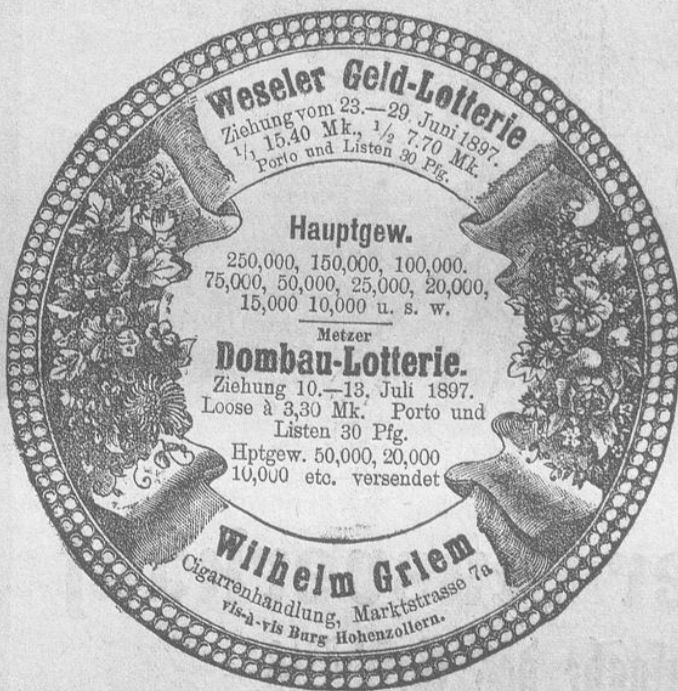 Weseler Geld-Lotterie
Ziehung vom 23.—29. Juni 1897.
1/1 15.40 Mk., 1/2 7.70 Mk.
Porto und Listen 30 Pfg.
Hauptgew.
250,000, 150,000, 100,000.
75,000, 50,000, 25,000, 20,000,
15,000 10,000 u. s. w.
Metzer
Dombau-Lotterie.
Ziehung 10.—13. Juli 1897.
Loose à 3,30 Mk. Porto und
Listen 30 Pfg.
Hptgew. 50,000, 20,000
10,000 etc. versendet
Wilhelm Griem
Cigarrenhandlung, Marktstrasse 7a
vis-à-vis Burg Hohenzollern.